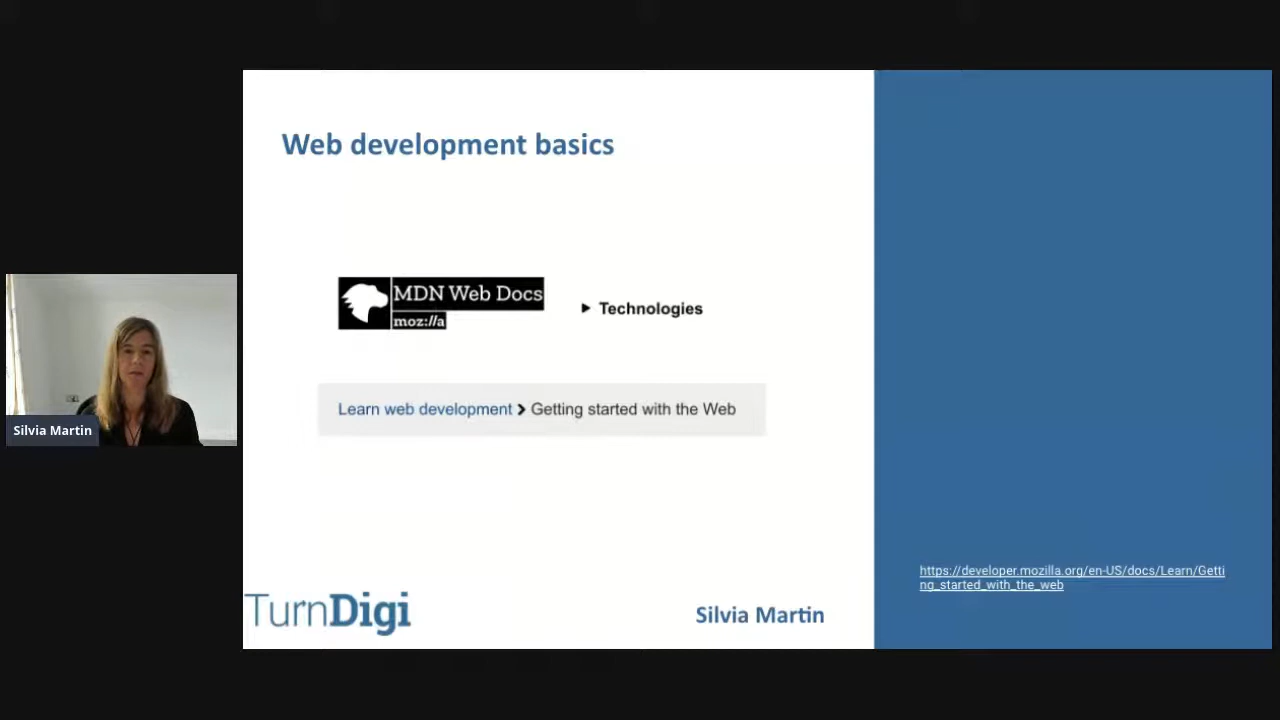 Web development basics
MDN Web Docs
moz://a
Technologies
Learn web development > Getting started with the Web
Silvia Martin
https://developer.mozilla.org/en-US/docs/Learn/Getti
ng_started_with_the_web
TurnDigi
Silvia Martin